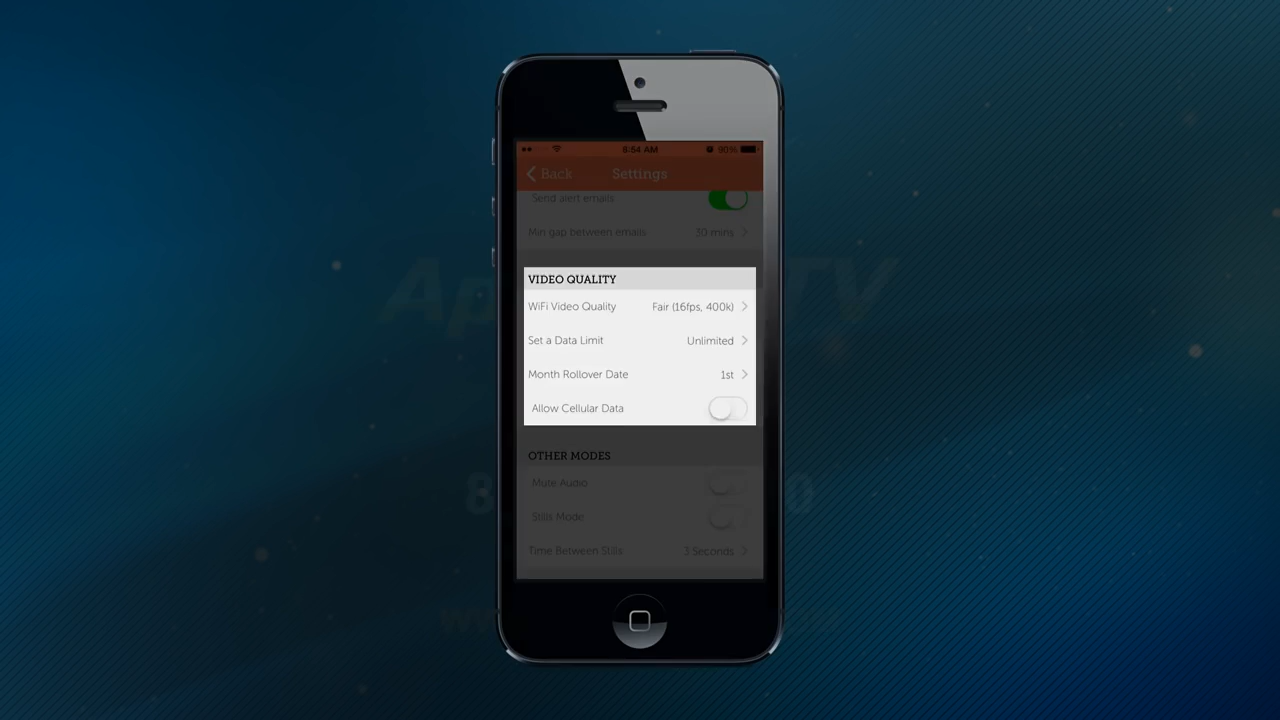 8:54 AM 90%
Back Settings
Send alert emails
Min gap between emails 30 mins
VIDEO QUALITY
WiFi Video Quality Fair (16fps, 400k)
Set a Data Limit Unlimited
Month Rollover Date 1st
Allow Cellular Data
OTHER MODES
Mute Audio
Stills Mode
Time Between Stills 3 Seconds